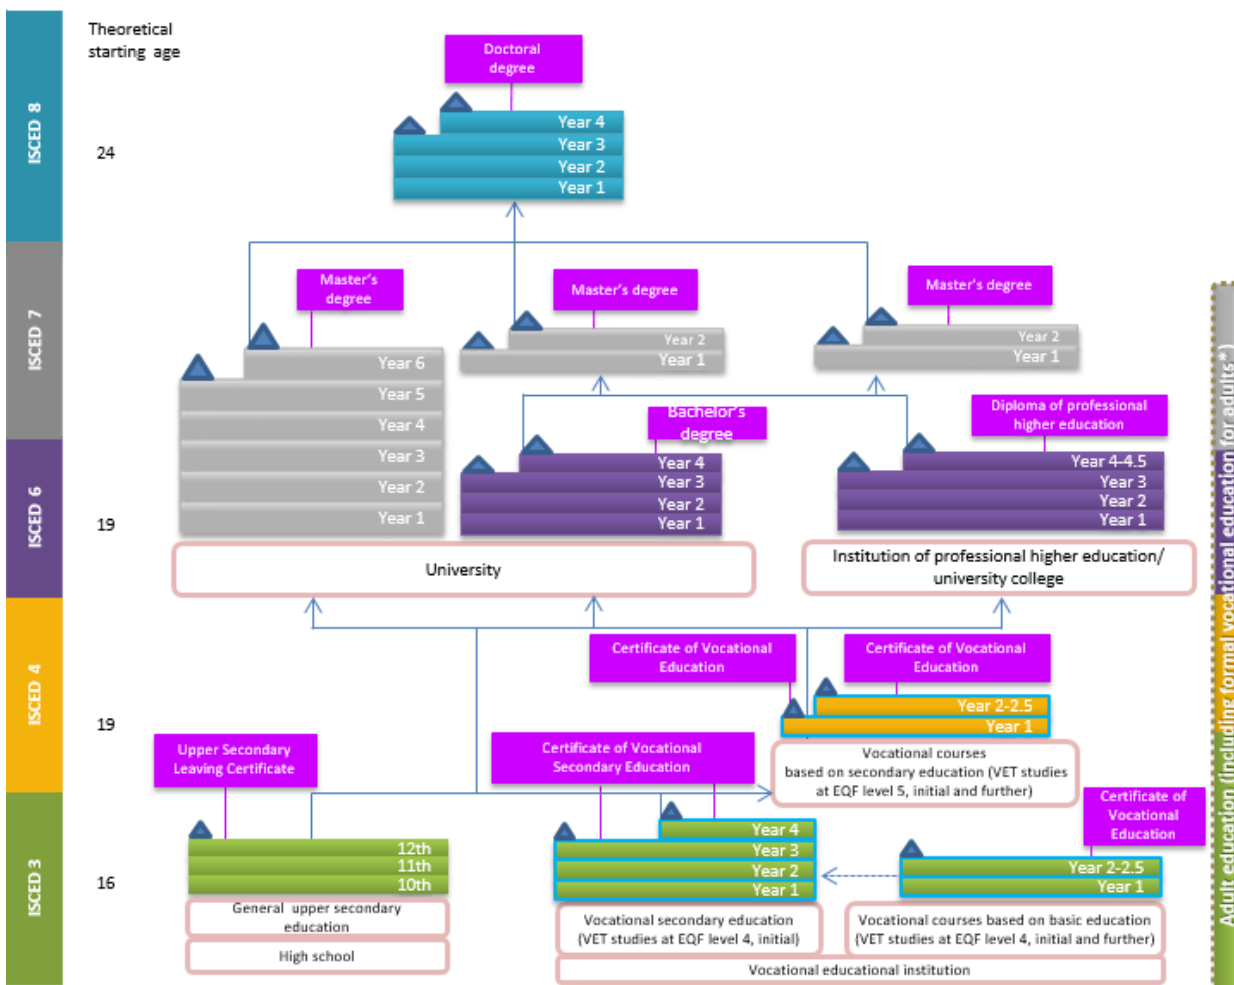 Theoretical
starting age
ISCED 8
24
Doctoral
degree
Year 4
Year 3
Year 2
Year 1
ISCED 7
Master's
degree
Year 6
Year 5
Year 4
Year 3
Year 2
Year 1
Master's degree
Year 2
Year 1
Master's degree
Year 2
Year 1
ISCED 6
19
Bachelor's
degree
Year 4
Year 3
Year 2
Year 1
Diploma of professional
higher education
Year 4-4.5
Year 3
Year 2
Year 1
University
Institution of professional higher education/
university college
ISCED 4
19
Certificate of Vocational
Education
Certificate of Vocational
Education
Year 2-2.5
Year 1
Vocational courses
based on secondary education (VET studies
at EQF level 5, initial and further)
ISCED 3
16
Upper Secondary
Leaving Certificate
12th
11th
10th
General upper secondary
education
High school
Certificate of Vocational
Secondary Education
Year 4
Year 3
Year 2
Year 1
Vocational secondary education
(VET studies at EQF level 4, initial)
Certificate of
Vocational
Education
Year 2-2.5
Year 1
Vocational courses based on basic education
(VET studies at EQF level 4, initial and further)
Vocational educational institution
Adult education (including formal vocational education for adults*)